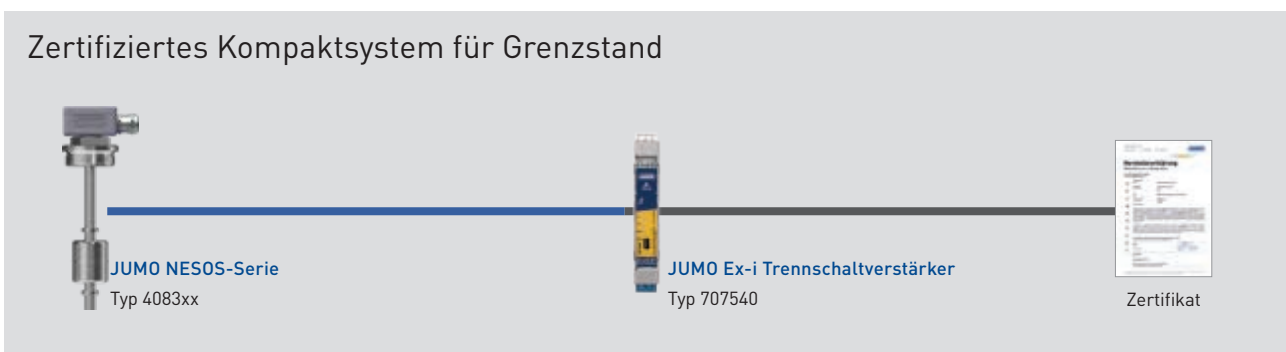 Zertifiziertes Kompaktsystem für Grenzstand
JUMO NESOS-Serie
Typ 4083xx
JUMO Ex-i Trennschaltverstärker
Typ 707540
Zertifikat